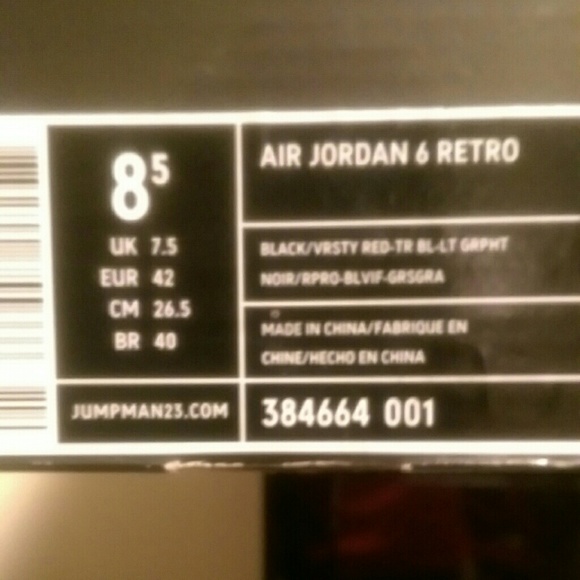 8⁵
UK 7.5
EUR 42
CM 26.5
BR 40
JUMPMAN23.COM
AIR JORDAN 6 RETRO
BLACK/VRSTY RED-TR BL-LT GRPHT
NOIR/RPRO-BLVIF-GRSGRA
MADE IN CHINA/FABRIQUE EN
CHINE/HECHO EN CHINA
384664 001